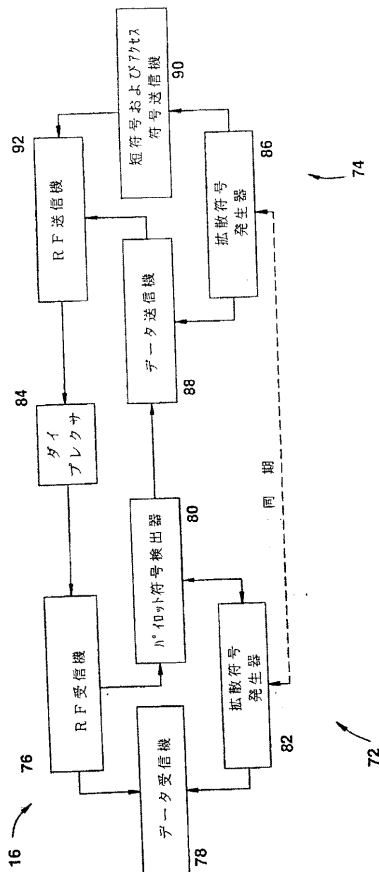 16
76
RF受信機
84
ダイ
プレクサ
92
RF送信機
短符号およびアクセス
符号送信機
90
データ受信機
78
パイロット符号検出器
80
データ送信機
88
拡散符号
発生器
86
拡散符号
発生器
82
同期
72
74